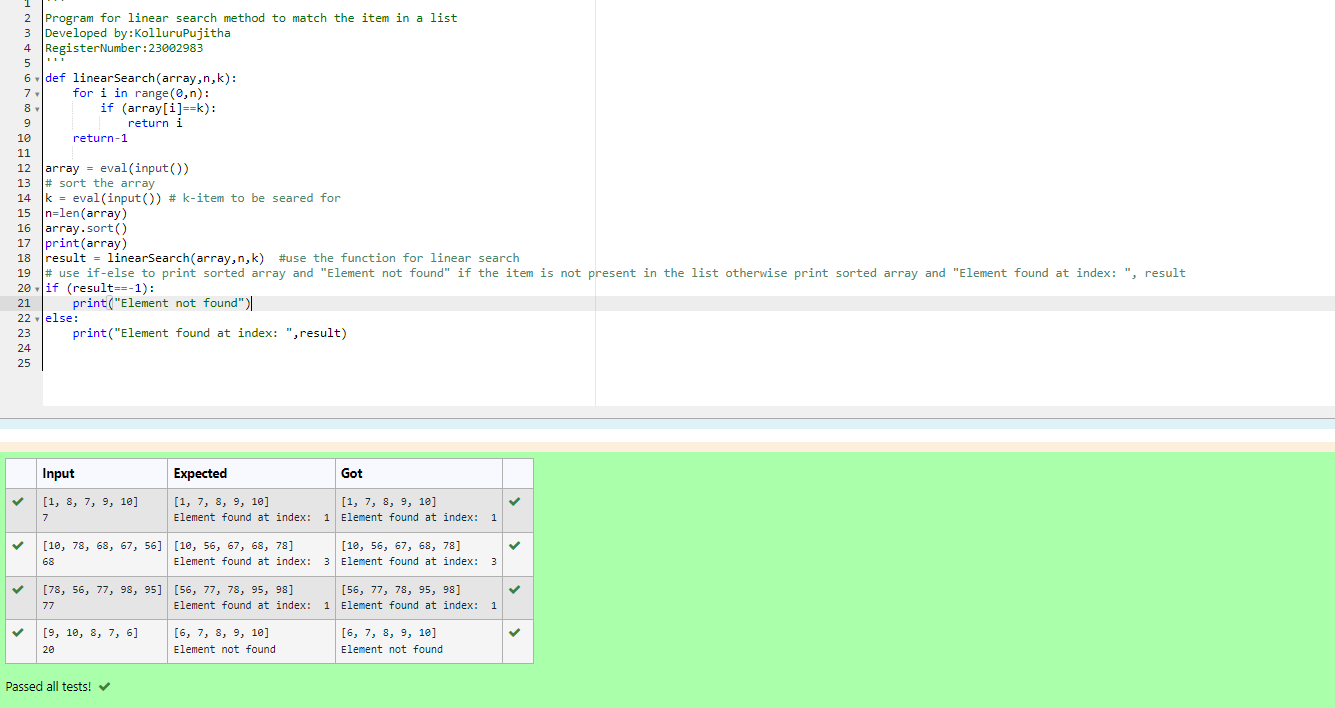 1 '''
2 Program for linear search method to match the item in a list
3 Developed by:KolluruPujitha
4 RegisterNumber:23002983
5 '''
6 def linearSearch(array,n,k):
7     for i in range(0,n):
8         if (array[i]==k):
9             return i
10     return-1
11
12 array = eval(input())
13 # sort the array
14 k = eval(input()) # k-item to be seared for
15 n=len(array)
16 array.sort()
17 print(array)
18 result = linearSearch(array,n,k)  #use the function for linear search
19 # use if-else to print sorted array and "Element not found" if the item is not present in the list otherwise print sorted array and "Element found at index: ", result
20 if (result==-1):
21     print("Element not found")
22 else:
23     print("Element found at index: ",result)
24
25
Input Expected Got
[1, 8, 7, 9, 10] [1, 7, 8, 9, 10] [1, 7, 8, 9, 10]
7 Element found at index:  1 Element found at index:  1
[10, 78, 68, 67, 56] [10, 56, 67, 68, 78] [10, 56, 67, 68, 78]
68 Element found at index:  3 Element found at index:  3
[78, 56, 77, 98, 95] [56, 77, 78, 95, 98] [56, 77, 78, 95, 98]
77 Element found at index:  1 Element found at index:  1
[9, 10, 8, 7, 6] [6, 7, 8, 9, 10] [6, 7, 8, 9, 10]
20 Element not found Element not found
Passed all tests!